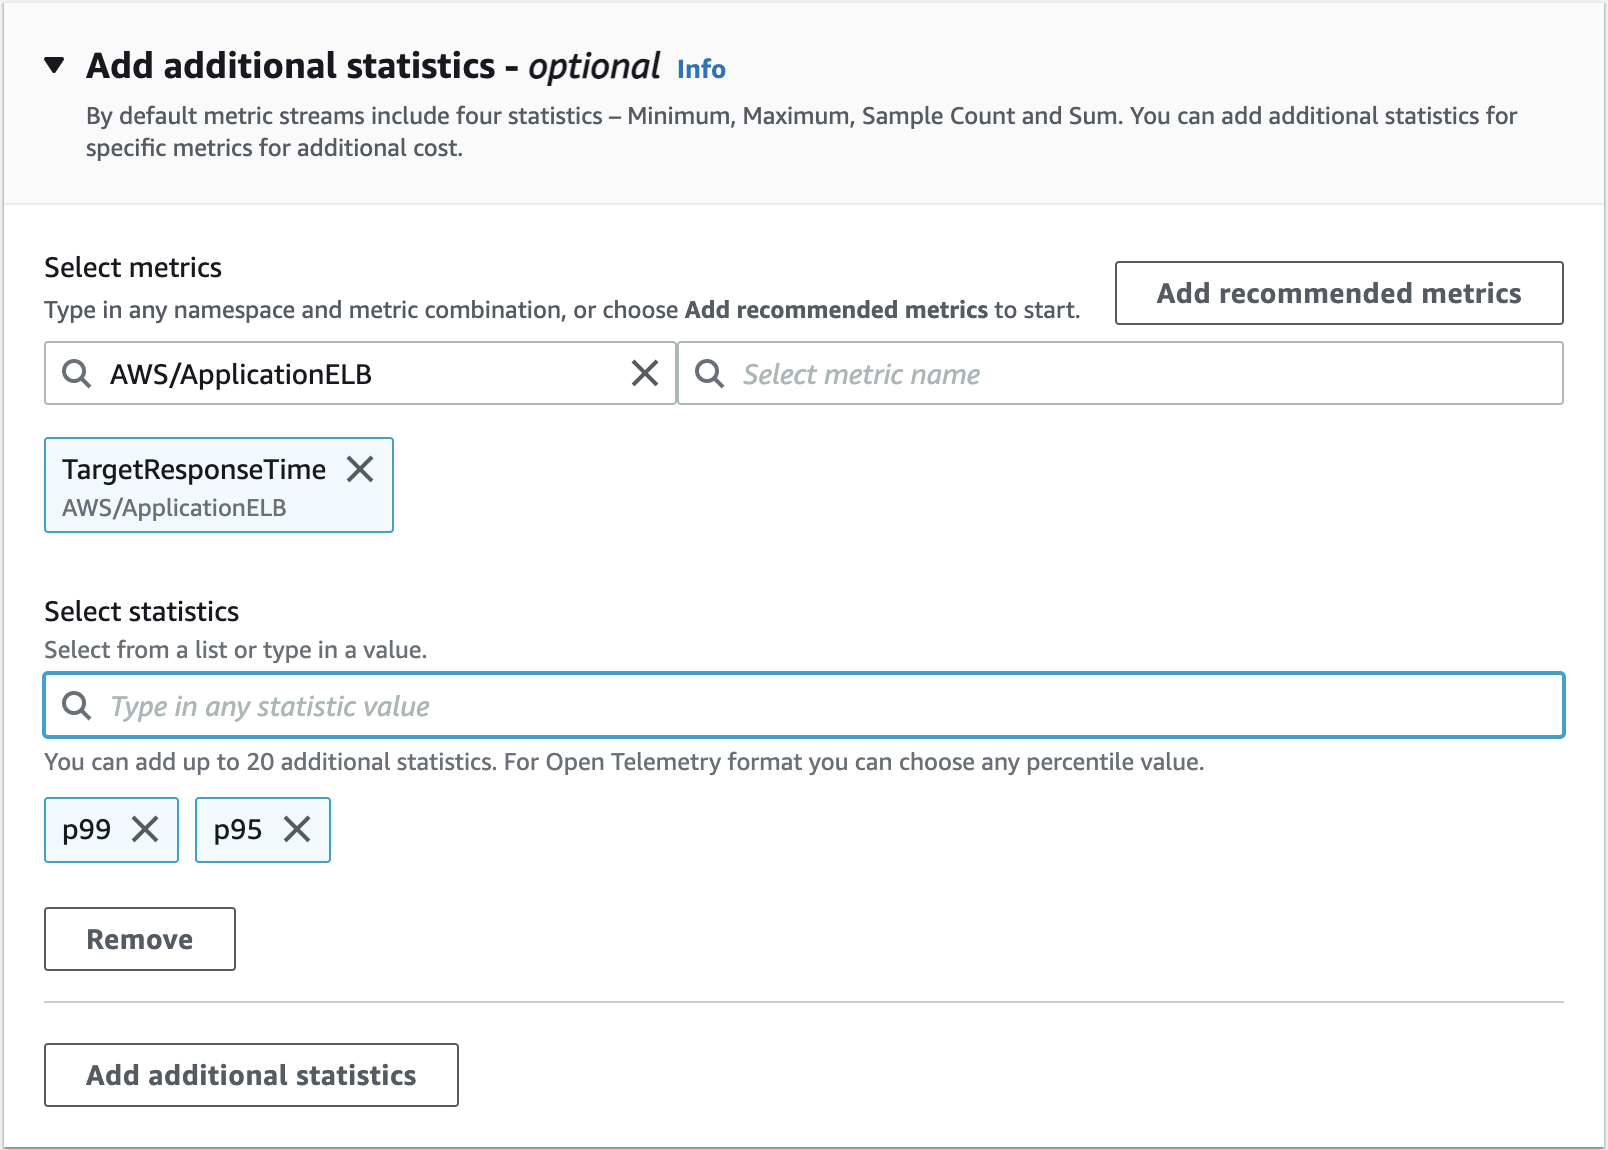 Add additional statistics - optional Info
By default metric streams include four statistics – Minimum, Maximum, Sample Count and Sum. You can add additional statistics for
specific metrics for additional cost.
Select metrics
Type in any namespace and metric combination, or choose Add recommended metrics to start.
Add recommended metrics
AWS/ApplicationELB
Select metric name
TargetResponseTime
AWS/ApplicationELB
Select statistics
Select from a list or type in a value.
Type in any statistic value
You can add up to 20 additional statistics. For Open Telemetry format you can choose any percentile value.
p99
p95
Remove
Add additional statistics